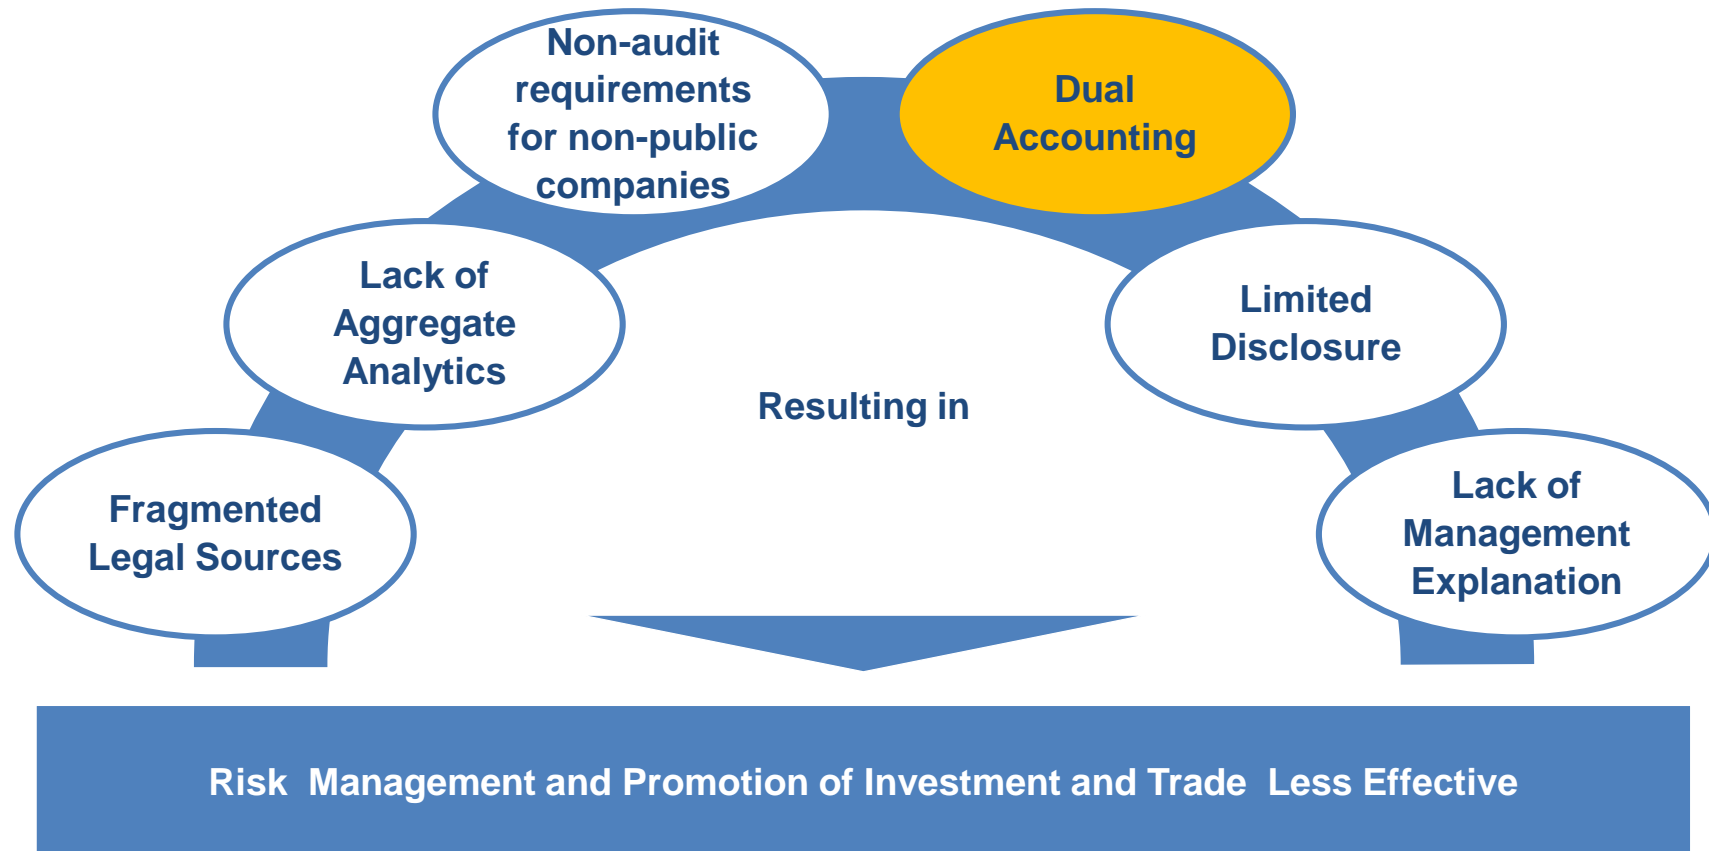 Non-audit
requirements
for non-public
companies
Dual
Accounting
Lack of
Aggregate
Analytics
Limited
Disclosure
Resulting in
Fragmented
Legal Sources
Lack of
Management
Explanation
Risk  Management and Promotion of Investment and Trade  Less Effective